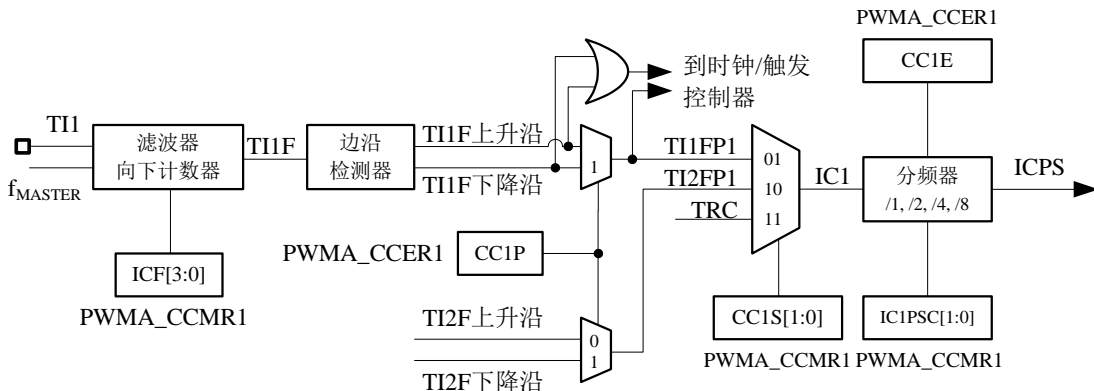 PWMA_CCER1
CC1E
到时钟/触发
控制器
TI1
滤波器
向下计数器
TI1F
边沿
检测器
TI1F上升沿
TI1F下降沿
1
TI1FP1
TI2FP1
TRC
01
10
11
IC1
分频器
/1, /2, /4, /8
ICPS
fMASTER
PWMA_CCER1
CC1P
ICF[3:0]
PWMA_CCMR1
TI2F上升沿
TI2F下降沿
0
1
CC1S[1:0]
PWMA_CCMR1
IC1PSC[1:0]
PWMA_CCMR1